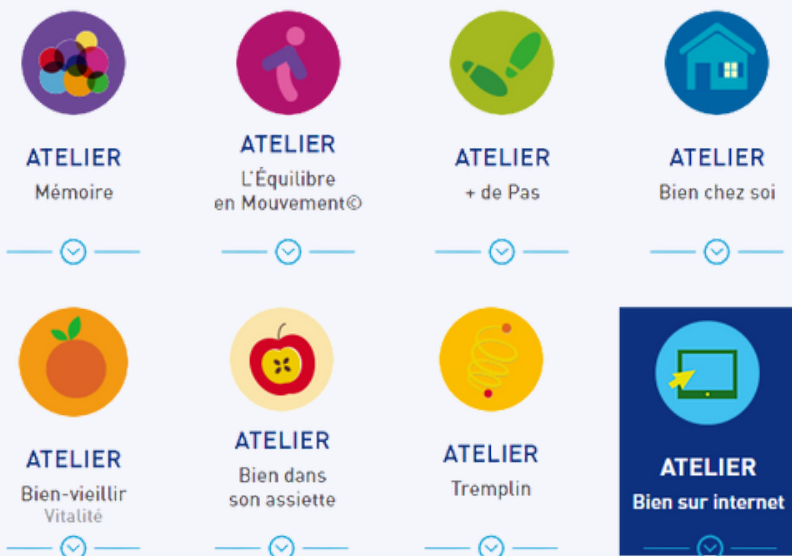 ATELIER
Mémoire
ATELIER
L'Équilibre
en Mouvement©
ATELIER
+ de Pas
ATELIER
Bien chez soi
ATELIER
Bien-vieillir
Vitalité
ATELIER
Bien dans
son assiette
ATELIER
Tremplin
ATELIER
Bien sur internet